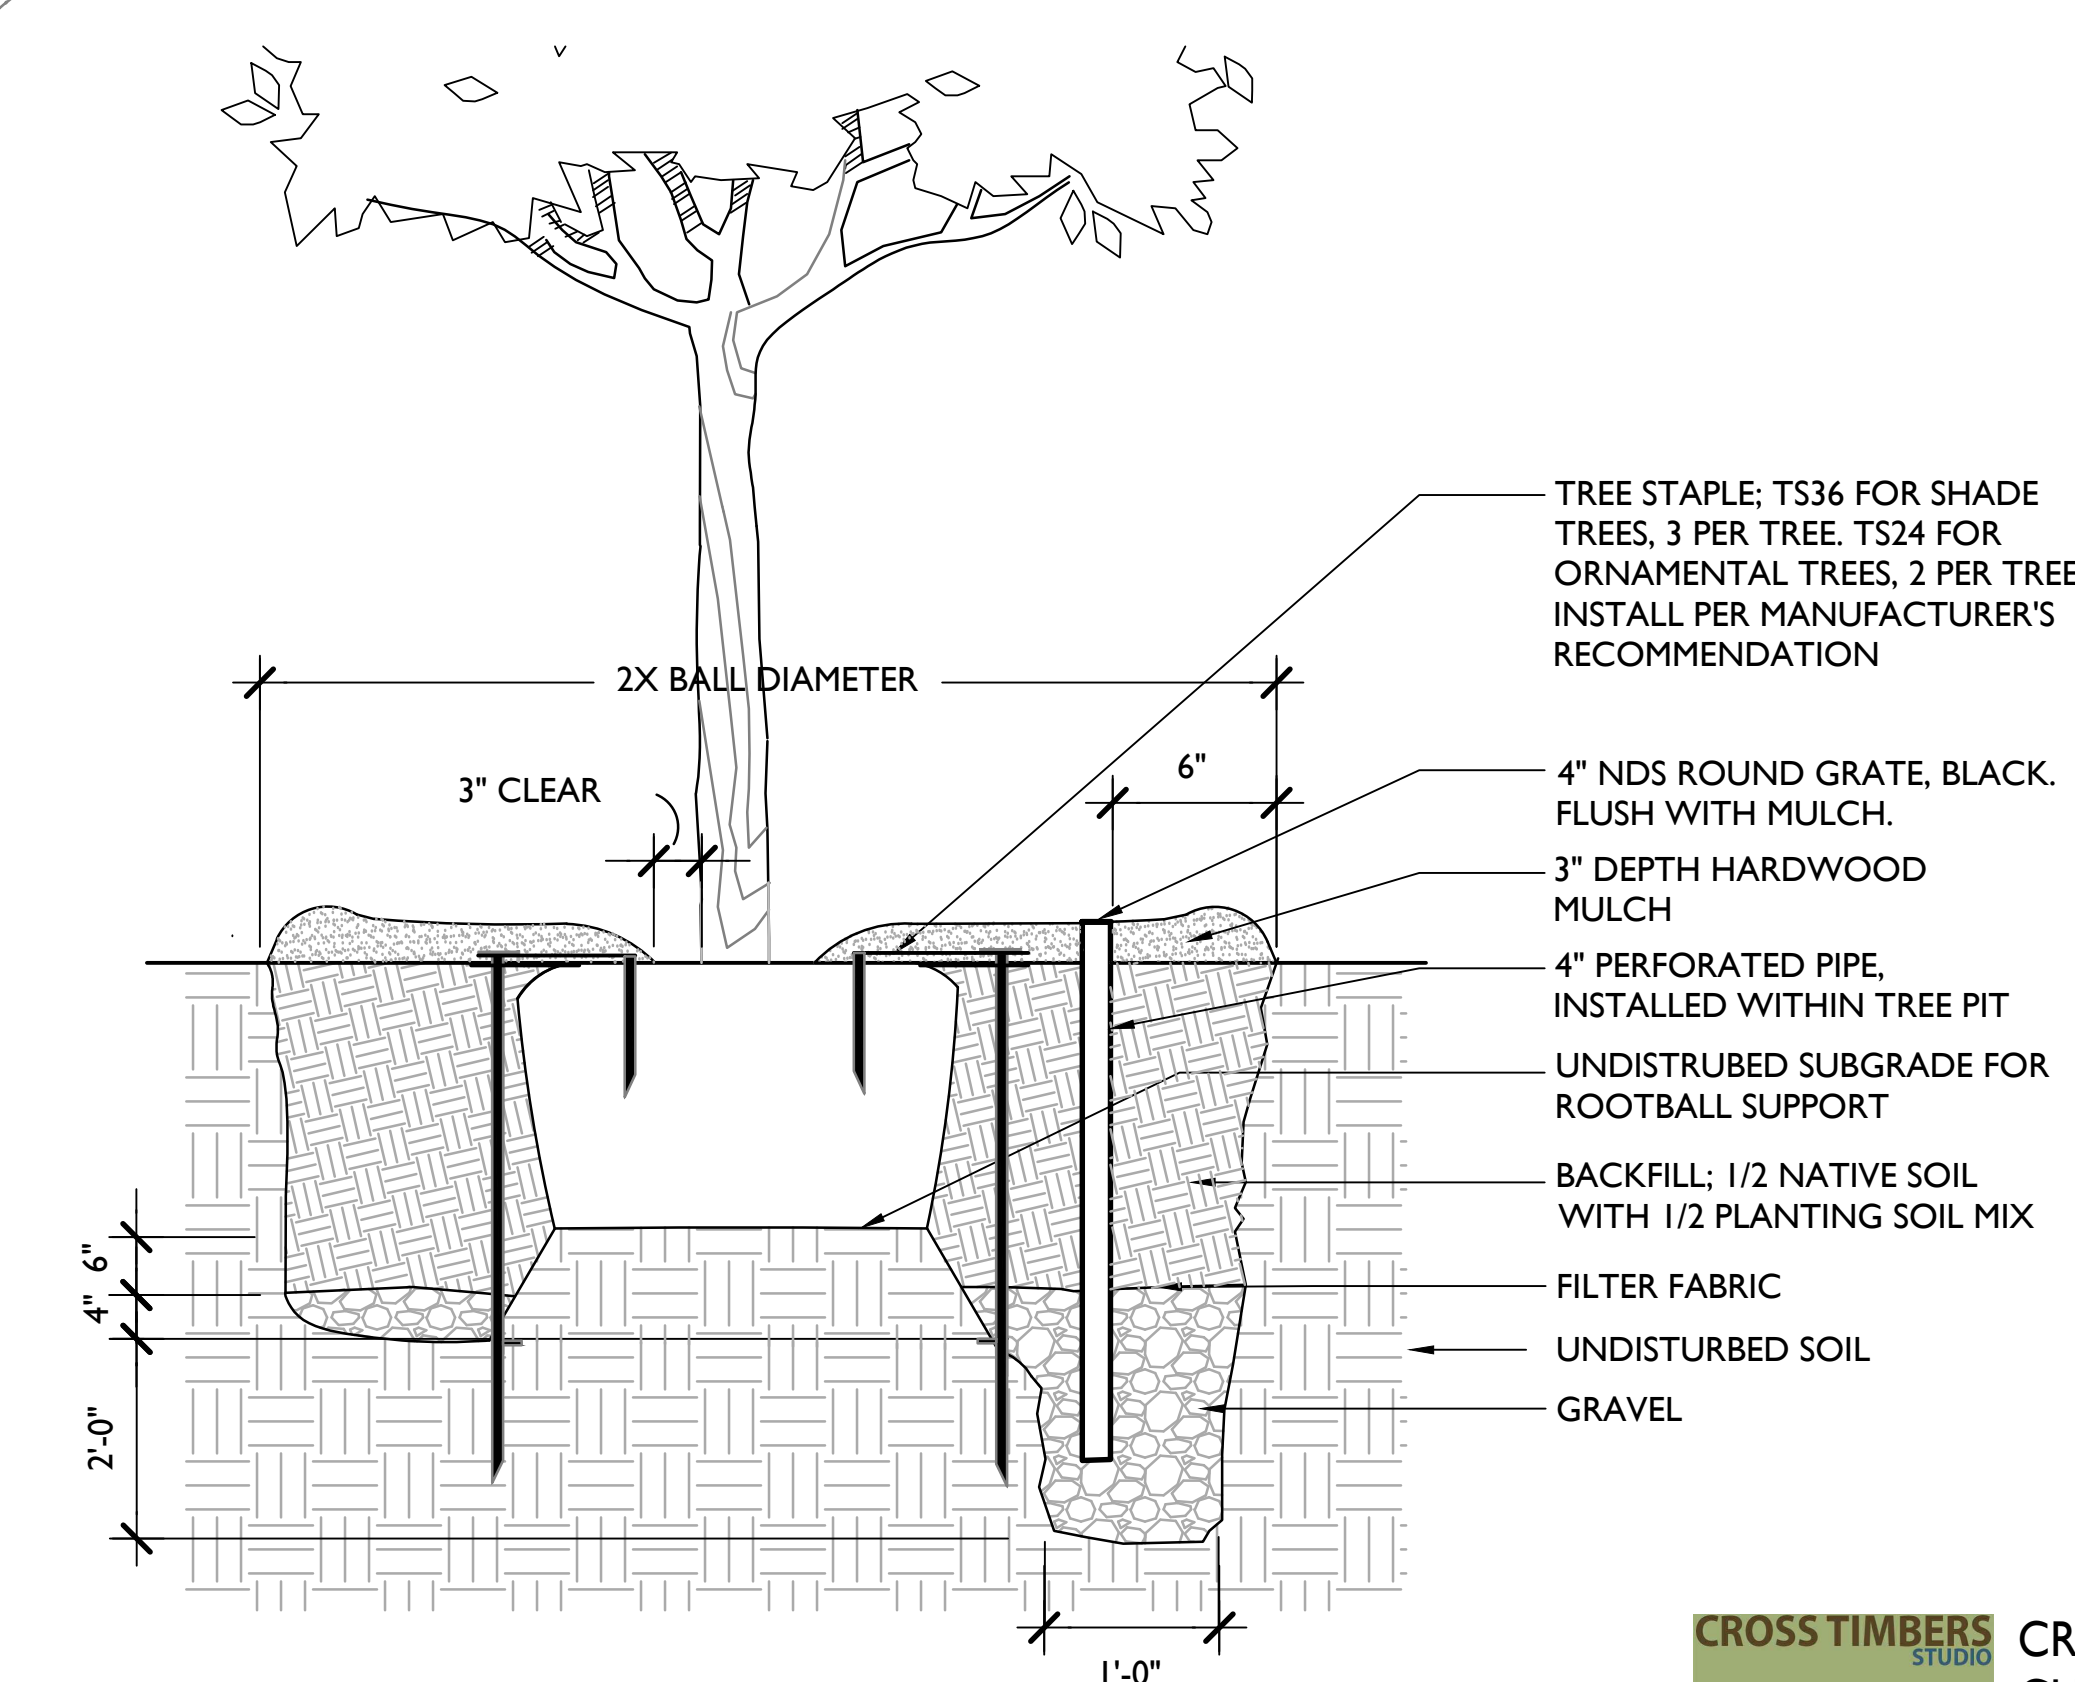 TREE STAPLE; TS36 FOR SHADE
TREES, 3 PER TREE. TS24 FOR
ORNAMENTAL TREES, 2 PER TREE
INSTALL PER MANUFACTURER'S
RECOMMENDATION
2X BALL DIAMETER
6"
3" CLEAR
4" NDS ROUND GRATE, BLACK.
FLUSH WITH MULCH.
3" DEPTH HARDWOOD
MULCH
4" PERFORATED PIPE,
INSTALLED WITHIN TREE PIT
UNDISTRUBED SUBGRADE FOR
ROOTBALL SUPPORT
BACKFILL; 1/2 NATIVE SOIL
WITH 1/2 PLANTING SOIL MIX
6"
4"
FILTER FABRIC
UNDISTURBED SOIL
2'-0"
GRAVEL
1'-0"
CROSS TIMBERS
STUDIO
CR